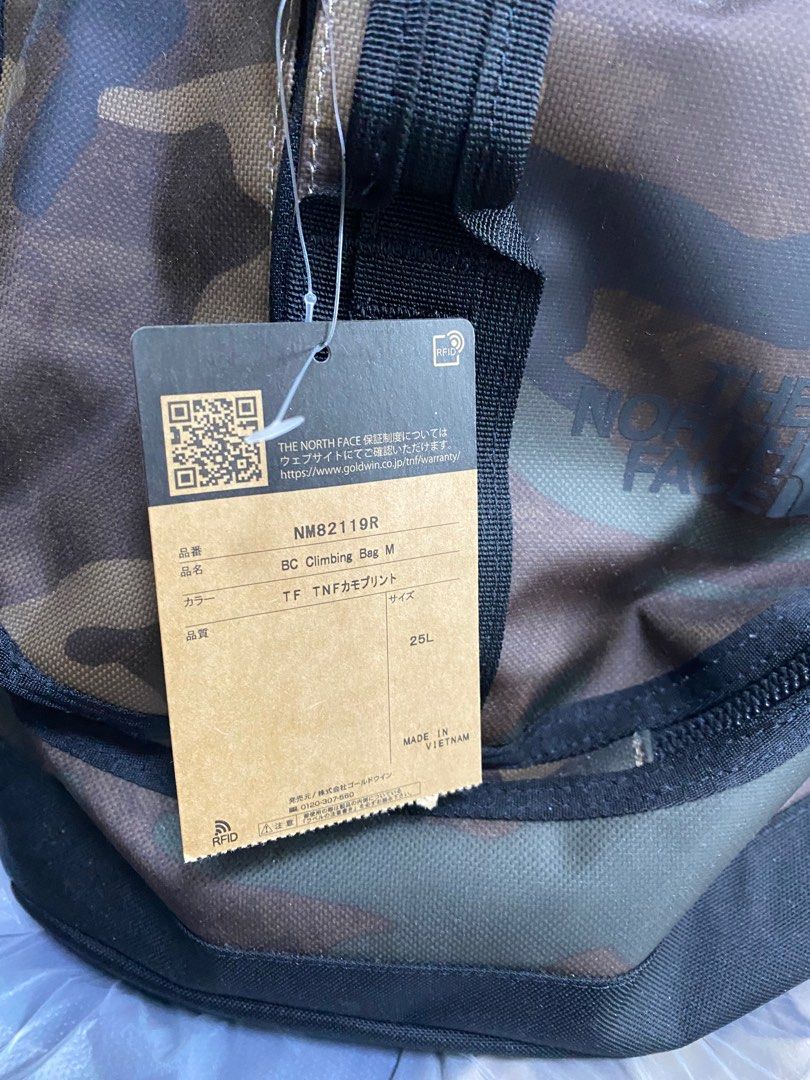 RFID
THE NORTH FACE 保証制度については
ウェブサイトにてご確認いただけます。
https://www.goldwin.co.jp/tnf/warranty/
品番 NM82119R
品名 BC Climbing Bag M
カラー TF TNFカモプリント
品質
サイズ
25L
MADE IN
VIETNAM
発売元/株式会社ゴールドウイン
0120-307-560
RFID
注意
THE
NORTH
FACE